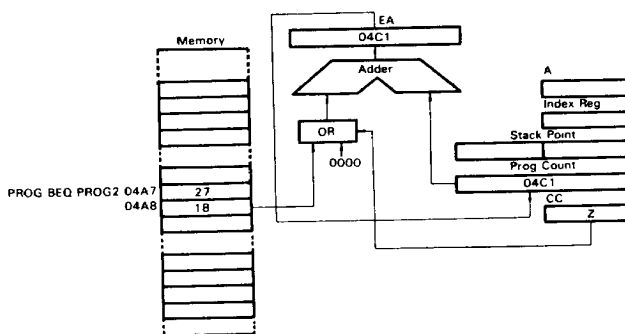 EA
Memory
04C1
Adder
A
Index Reg
OR
Stack Point
0000
Prog Count
PROG BEQ PROG2 04A7 27
04C1
04A8 18
CC
Z